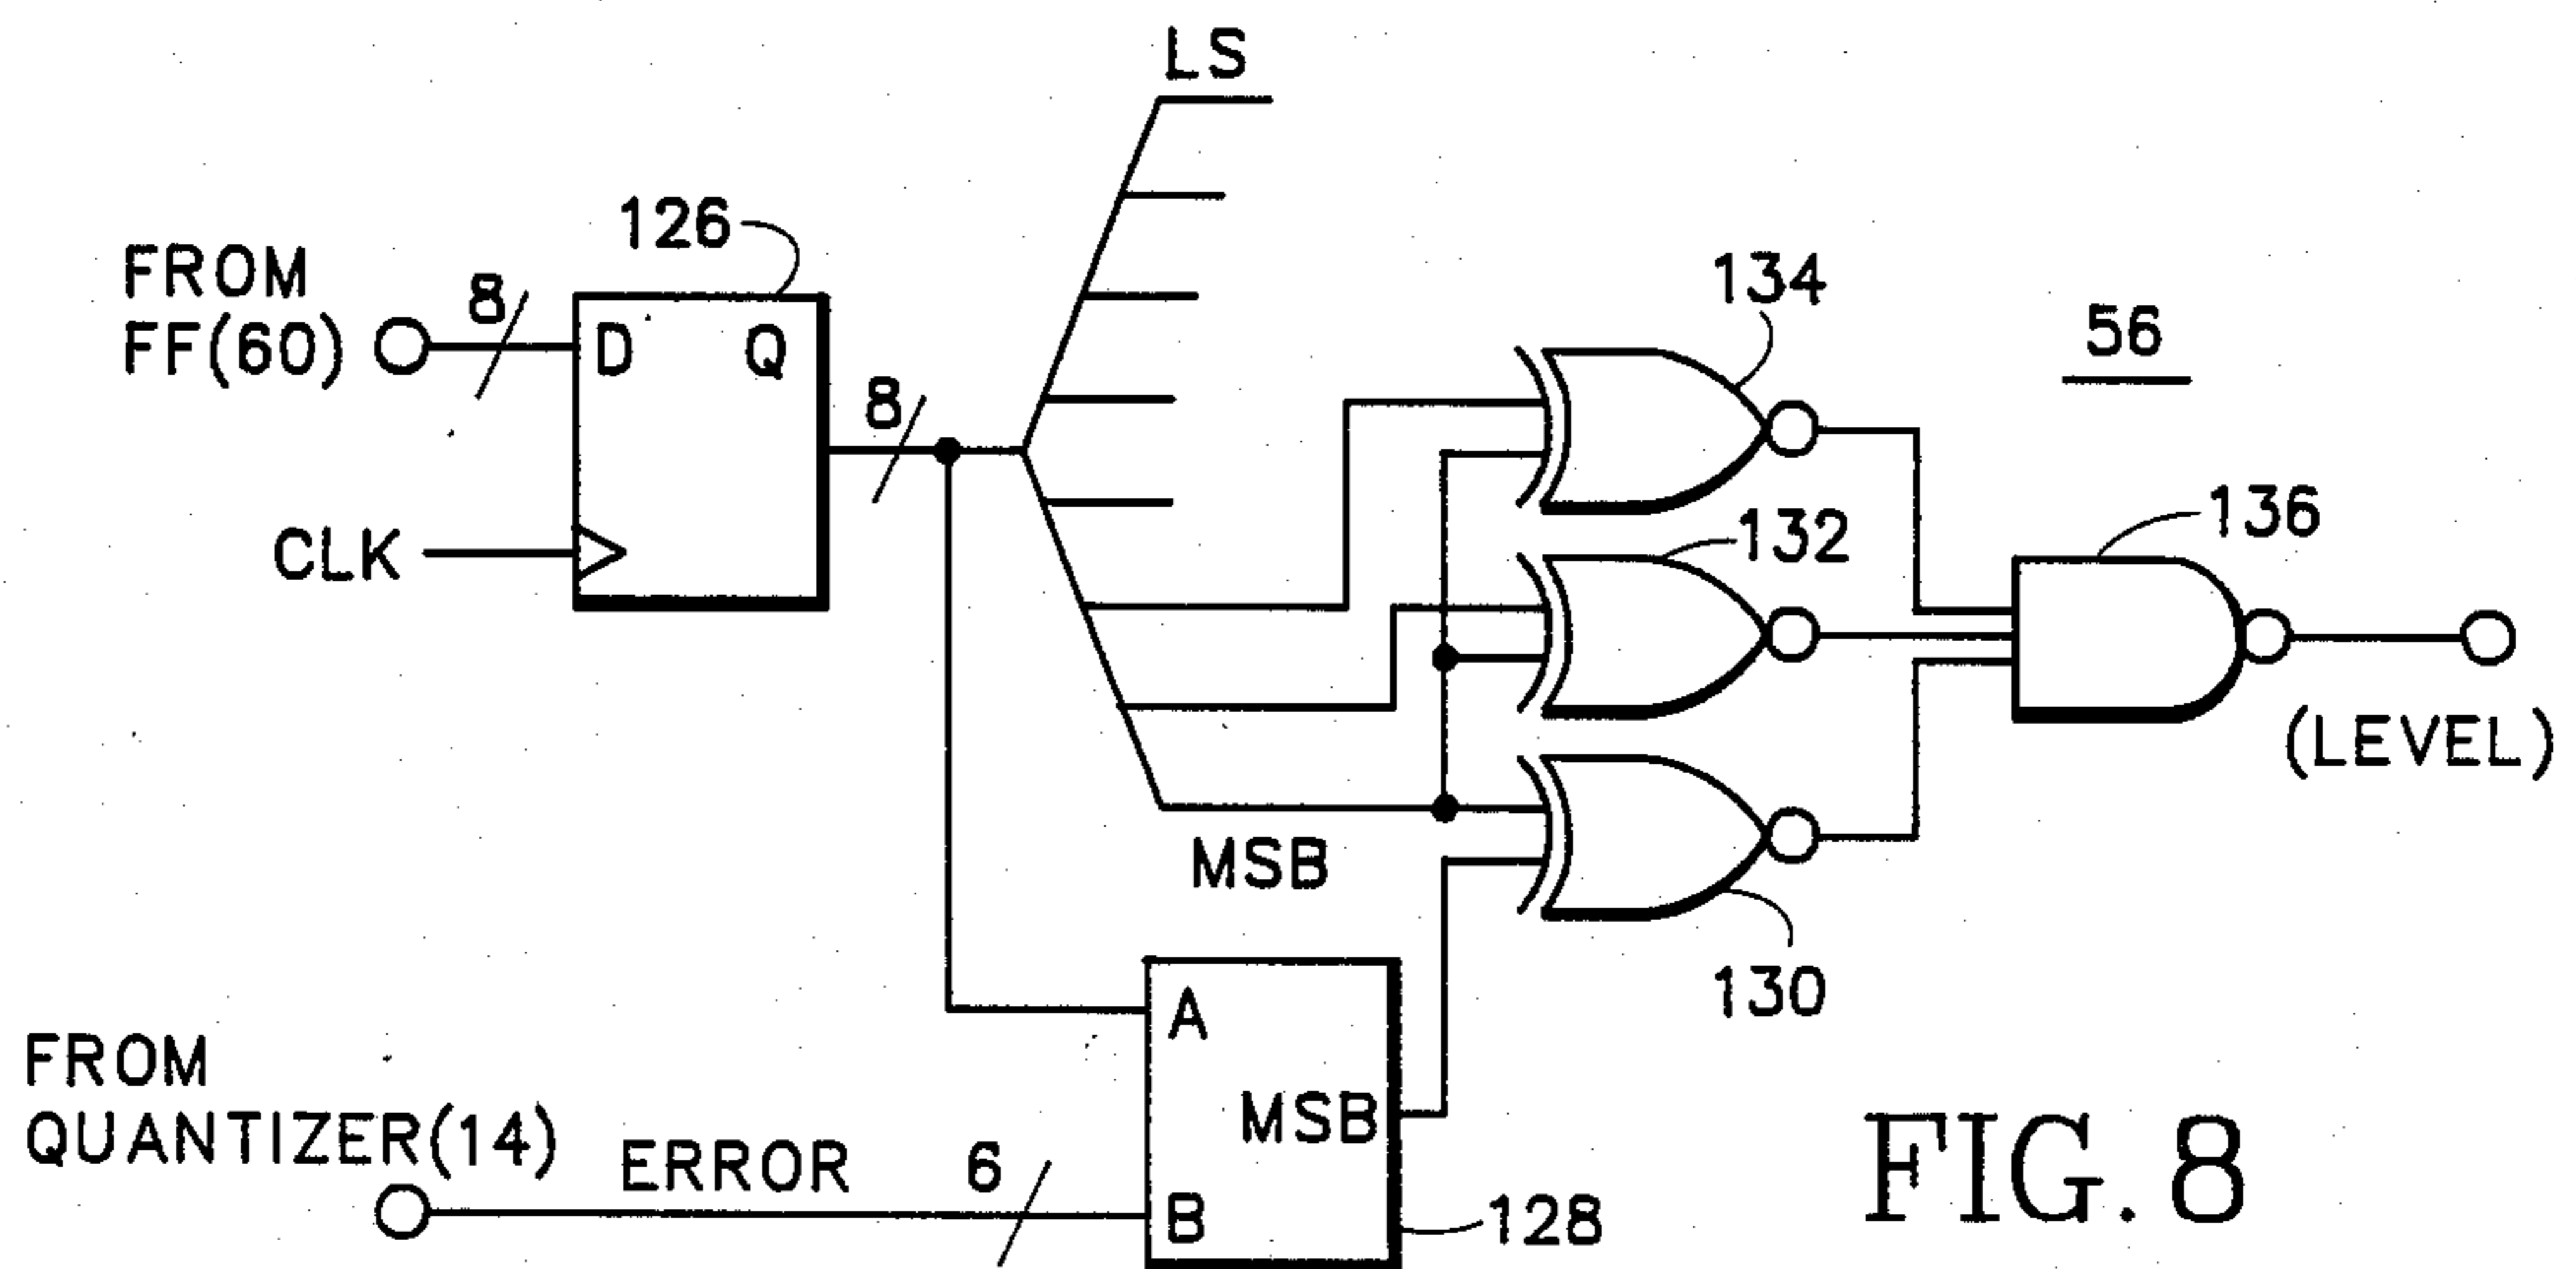 LS
126
FROM
FF(60)
8
D Q
8
CLK
134
56
132
136
(LEVEL)
MSB
130
A
MSB
B
FROM
QUANTIZER(14)
ERROR
6
128
FIG. 8